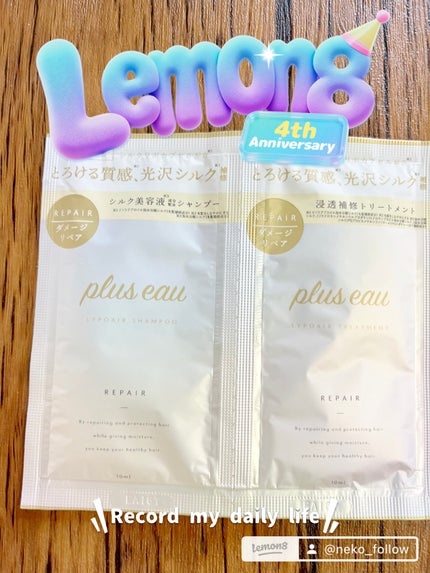 Lemon8
4th
Anniversary
とろける質感、光沢シルク
とろける質感、光沢シルク
シルク美容液
シャンプー
浸透補修トリートメント
REPAIR
ダメージ
リペア
REPAIR
ダメージ
リペア
plus eau
LYPOXIR SHAMPOO
plus eau
LYPOXIR TREATMENT
REPAIR
By repairing and protecting hair
while giving moisture,
you keep your healthy hair.
10ml
REPAIR
By repairing and protecting hair
while giving moisture,
you keep your healthy hair.
10ml
Record my daily life
lemon8
@neko_follow